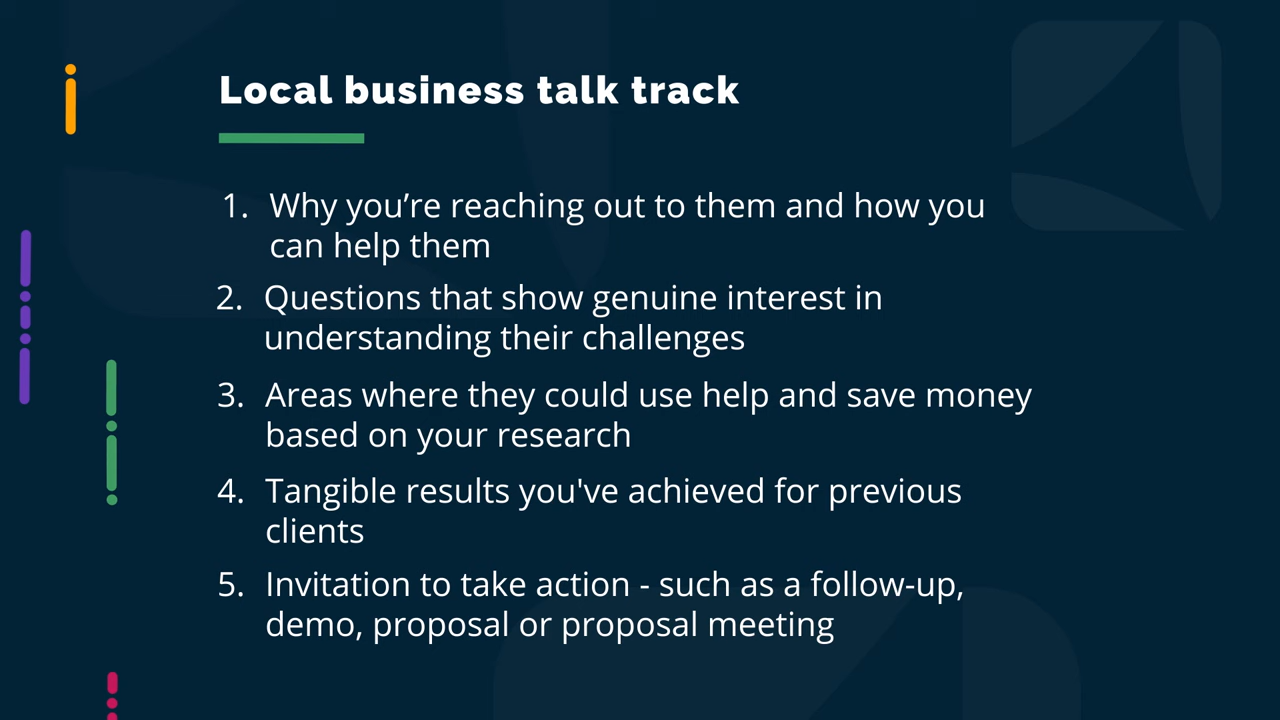 Local business talk track
1. Why you’re reaching out to them and how you
can help them
2. Questions that show genuine interest in
understanding their challenges
3. Areas where they could use help and save money
based on your research
4. Tangible results you've achieved for previous
clients
5. Invitation to take action - such as a follow-up,
demo, proposal or proposal meeting